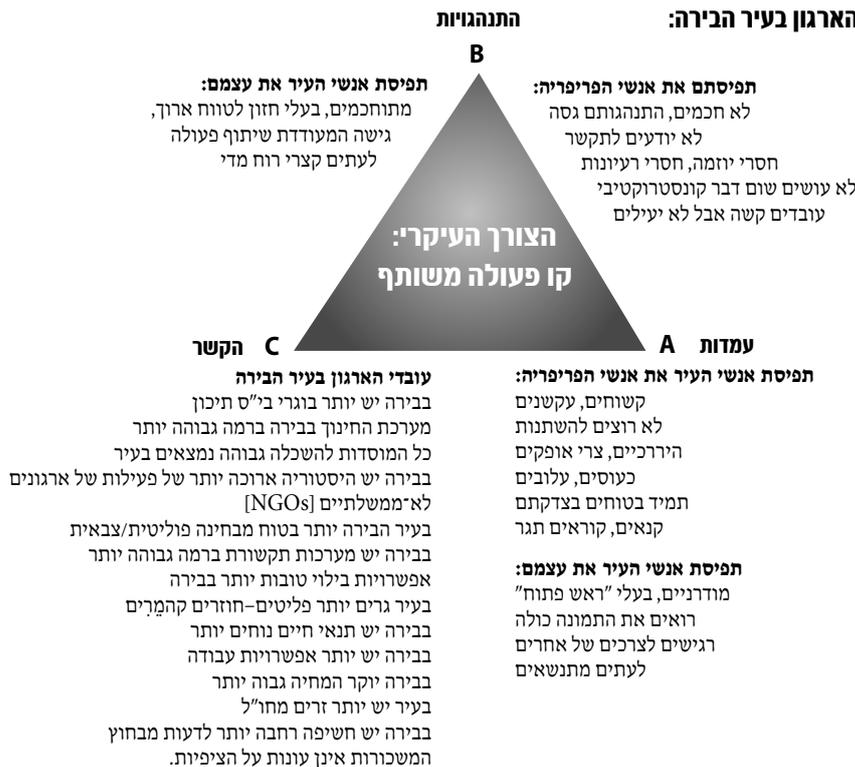 הארגון בעיר הבירה:
התנהגויות
B
תפיסתם את אנשי הפריפריה:
לא חכמים, התנהגותם גסה
לא יודעים לתקשר
חסרי יוזמה, חסרי רעיונות
לא עושים שום דבר קונסטרוקטיבי
עובדים קשה אבל לא יעילים
תפיסת אנשי העיר את עצמם:
מתוחכמים, בעלי חזון לטווח ארוך,
גישה המעודדת שיתוף פעולה
לעתים קצרי רוח מדי
הצורך העיקרי:
קו פעולה משותף
עמדות A
תפיסת אנשי העיר את אנשי הפריפריה:
קשוחים, עקשנים
לא רוצים להשתנות
היררכיים, צרי אופקים
כעוסים, עלובים
תמיד בטוחים בצדקתם
קנאים, קוראים תגר
תפיסת אנשי העיר את עצמם:
מודרניים, בעלי "ראש פתוח"
רואים את התמונה כולה
רגישים לצרכים של אחרים
לעתים מתנשאים
C הקשר
עובדי הארגון בעיר הבירה
בבירה יש יותר בוגרי בי"ס תיכון
מערכת החינוך בבירה ברמה גבוהה יותר
כל המוסדות להשכלה גבוהה נמצאים בעיר
בבירה יש היסטוריה ארוכה יותר של פעילות של ארגונים
לא־ממשלתיים [NGOs]
בעיר הבירה יותר בטוח מבחינה פוליטית/צבאית
בבירה יש מערכות תקשורת ברמה גבוהה יותר
אפשרויות בילוי טובות יותר בבירה
בעיר גרים יותר פליטים–חוזרים קהמֵרִים
בבירה יש תנאי חיים נוחים יותר
בבירה יש יותר אפשרויות עבודה
בבירה יוקר המחיה גבוה יותר
בעיר יש יותר זרים מחו"ל
בבירה יש חשיפה רחבה יותר לדעות מבחוץ
המשכורות אינן עונות על הציפיות.